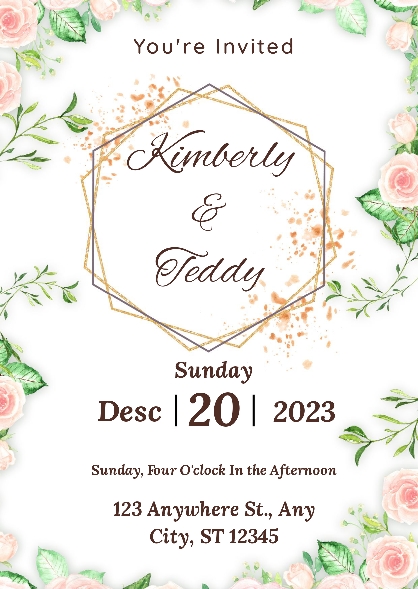 You're Invited
Kimberly
&
Teddy
Sunday
Desc | 20 | 2023
Sunday, Four O'clock In the Afternoon
123 Anywhere St., Any
City, ST 12345